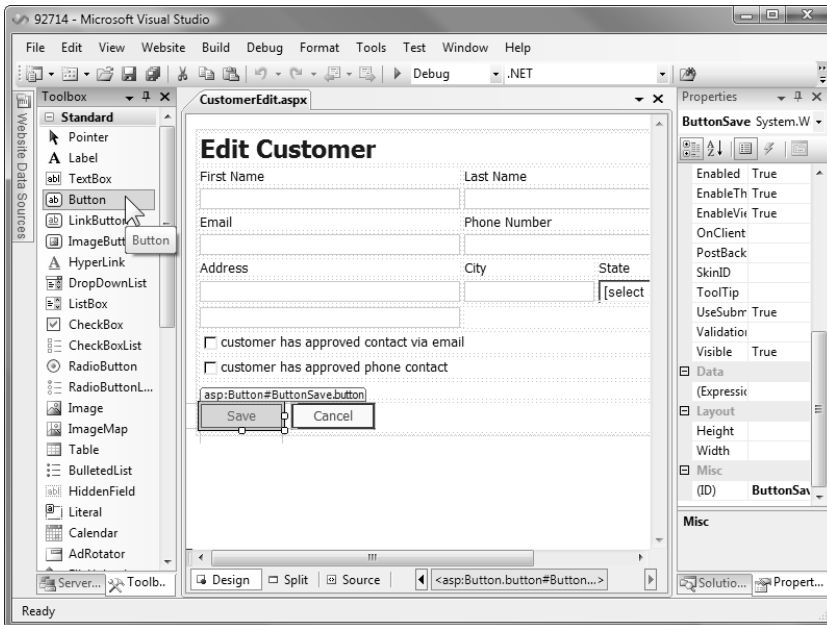 92714 - Microsoft Visual Studio
File Edit View Website Build Debug Format Tools Test Window Help
Debug .NET
Website Data Sources
Toolbox
Standard
Pointer
A Label
abl TextBox
ab Button
ab LinkButton
ImageButt
Button
A HyperLink
DropDownList
ListBox
CheckBox
CheckBoxList
RadioButton
RadioButtonL...
Image
ImageMap
Table
BulletedList
abl HiddenField
Literal
Calendar
AdRotator
Server... Toolb..
CustomerEdit.aspx
Edit Customer
First Name Last Name
Email Phone Number
Address City State
[select
customer has approved contact via email
customer has approved phone contact
asp:Button#ButtonSave.button
Save Cancel
Design Split Source <asp:Button.button#Button...>
Properties
ButtonSave System.W
Enabled True
EnableTh True
EnableVie True
OnClient
PostBack
SkinID
ToolTip
UseSubm True
Validation
Visible True
Data
(Expressio
Layout
Height
Width
Misc
(ID) ButtonSav
Misc
Solutio... Propert...
Ready